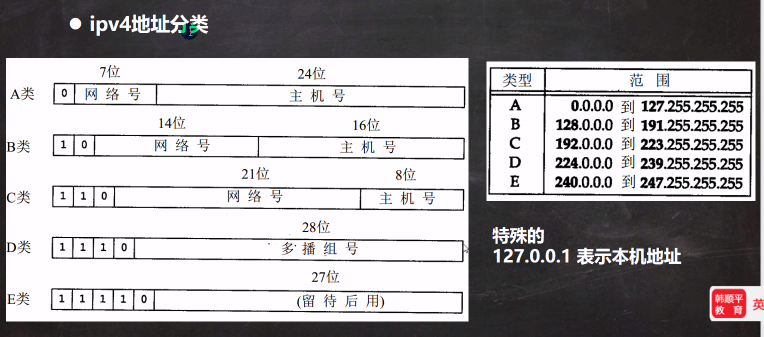 ● ipv4地址分类
7位 24位
A类 0 网络号 主机号
14位 16位
B类 1 0 网络号 主机号
21位 8位
C类 1 1 0 网络号 主机号
28位
D类 1 1 1 0 多播组号
27位
E类 1 1 1 1 0 (留待后用)
类型 范围
A 0.0.0.0 到 127.255.255.255
B 128.0.0.0 到 191.255.255.255
C 192.0.0.0 到 223.255.255.255
D 224.0.0.0 到 239.255.255.255
E 240.0.0.0 到 247.255.255.255
特殊的
127.0.0.1 表示本机地址
韩顺平
教育
英